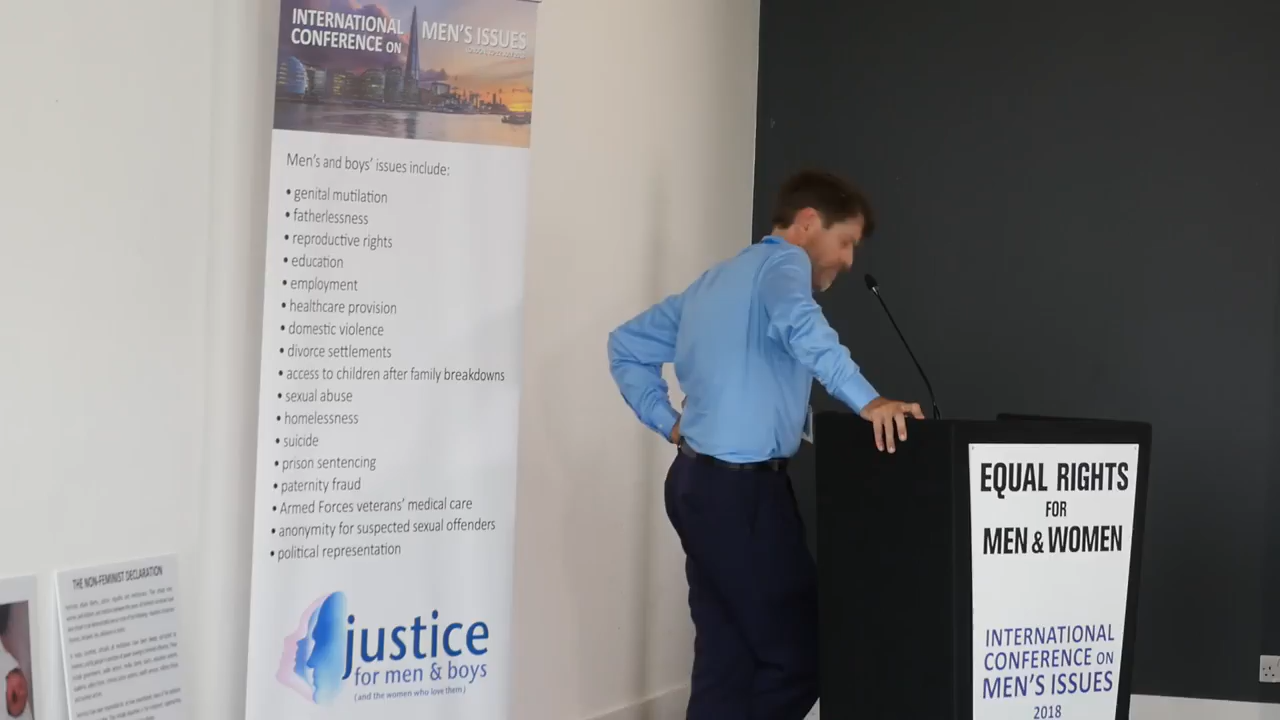 INTERNATIONAL
CONFERENCE ON
MEN'S ISSUES
Men's and boys' issues include:
• genital mutilation
• fatherlessness
• reproductive rights
• education
• employment
• healthcare provision
• domestic violence
• divorce settlements
• access to children after family breakdowns
• sexual abuse
• homelessness
• suicide
• prison sentencing
• paternity fraud
• Armed Forces veterans' medical care
• anonymity for suspected sexual offenders
• political representation
justice
for men & boys
(and the women who love them)
THE NON-FEMINIST DECLARATION
EQUAL RIGHTS
FOR
MEN & WOMEN
INTERNATIONAL
CONFERENCE ON
MEN'S ISSUES
2018